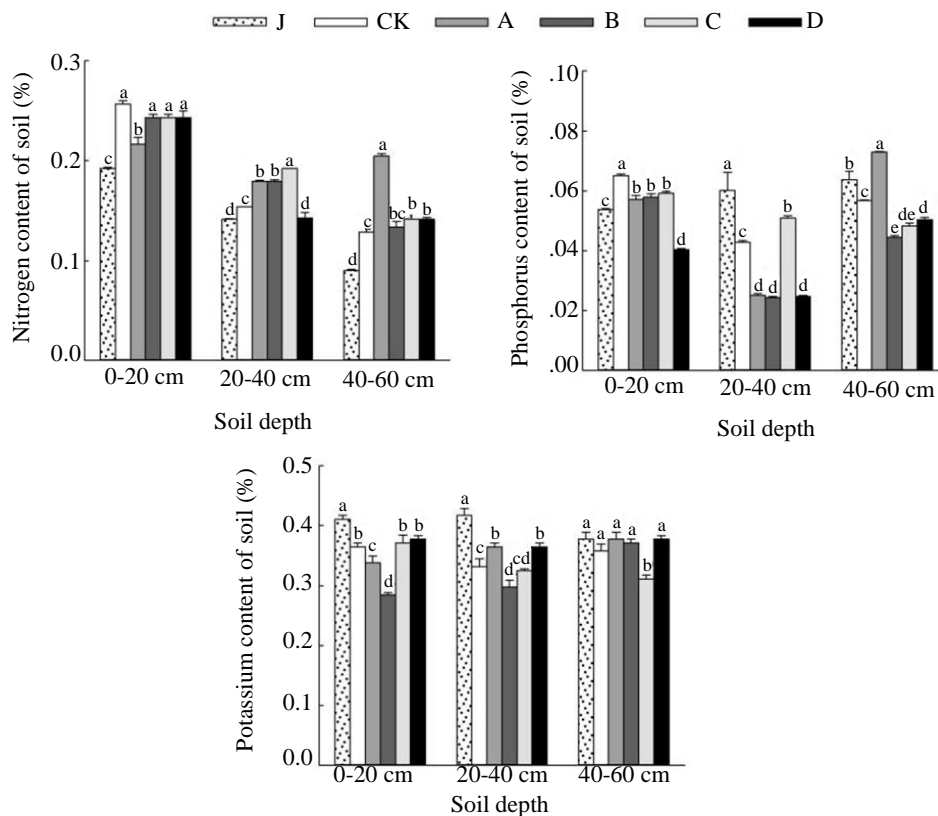 J CK A B C D
Nitrogen content of soil (%)
0.3
0.2
0.1
0.0
c a b a a a
d d b b a d
d c a bc b b
0-20 cm 20-40 cm 40-60 cm
Soil depth
Phosphorus content of soil (%)
.10
.08
.06
.04
.02
.00
c a b b b d
a c d d b d
b c a e de d
0-20 cm 20-40 cm 40-60 cm
Soil depth
Potassium content of soil (%)
0.5
0.4
0.3
0.2
0.1
0.0
a b c d b b
a c b d cd b
a a a a b a
0-20 cm 20-40 cm 40-60 cm
Soil depth